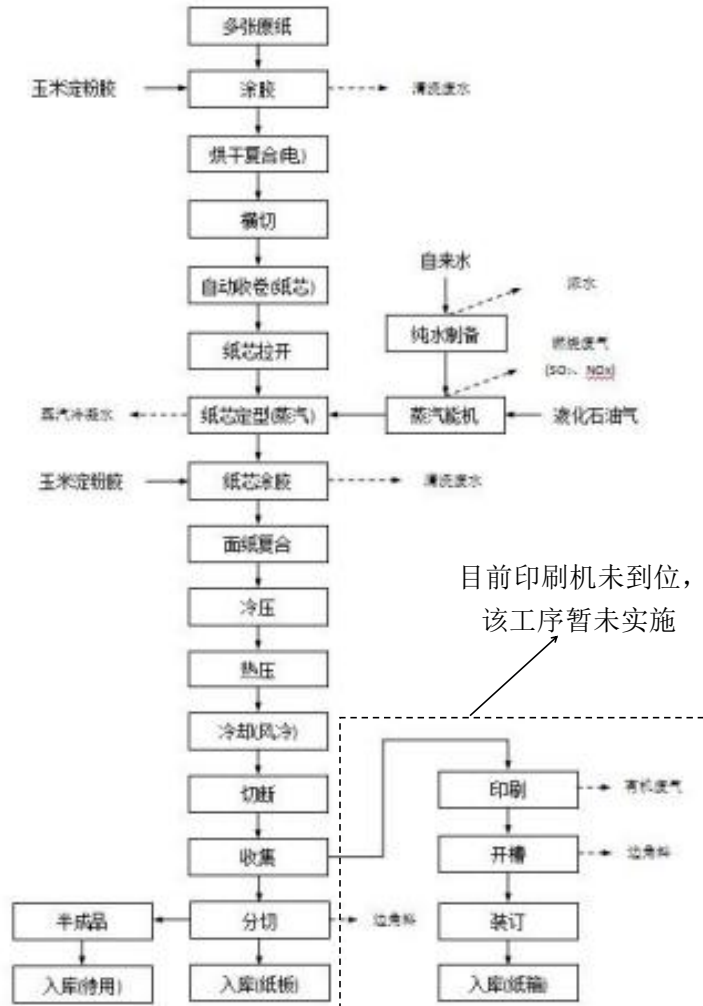 多张原纸
玉米淀粉胶
涂胶
清洗废水
烘干复合(电)
横切
自动收卷(纸芯)
纸芯拉开
自来水
浓水
纯水制备
燃烧废气
(SO₂、NOx)
蒸汽冷凝水
纸芯定型(蒸汽)
蒸汽能机
液化石油气
玉米淀粉胶
纸芯涂胶
清洗废水
面纸复合
冷压
热压
冷却(风冷)
切断
收集
目前印刷机未到位，
该工序暂未实施
印刷
有机废气
开槽
边角料
半成品
分切
边角料
装订
入库(待用)
入库(纸板)
入库(纸箱)